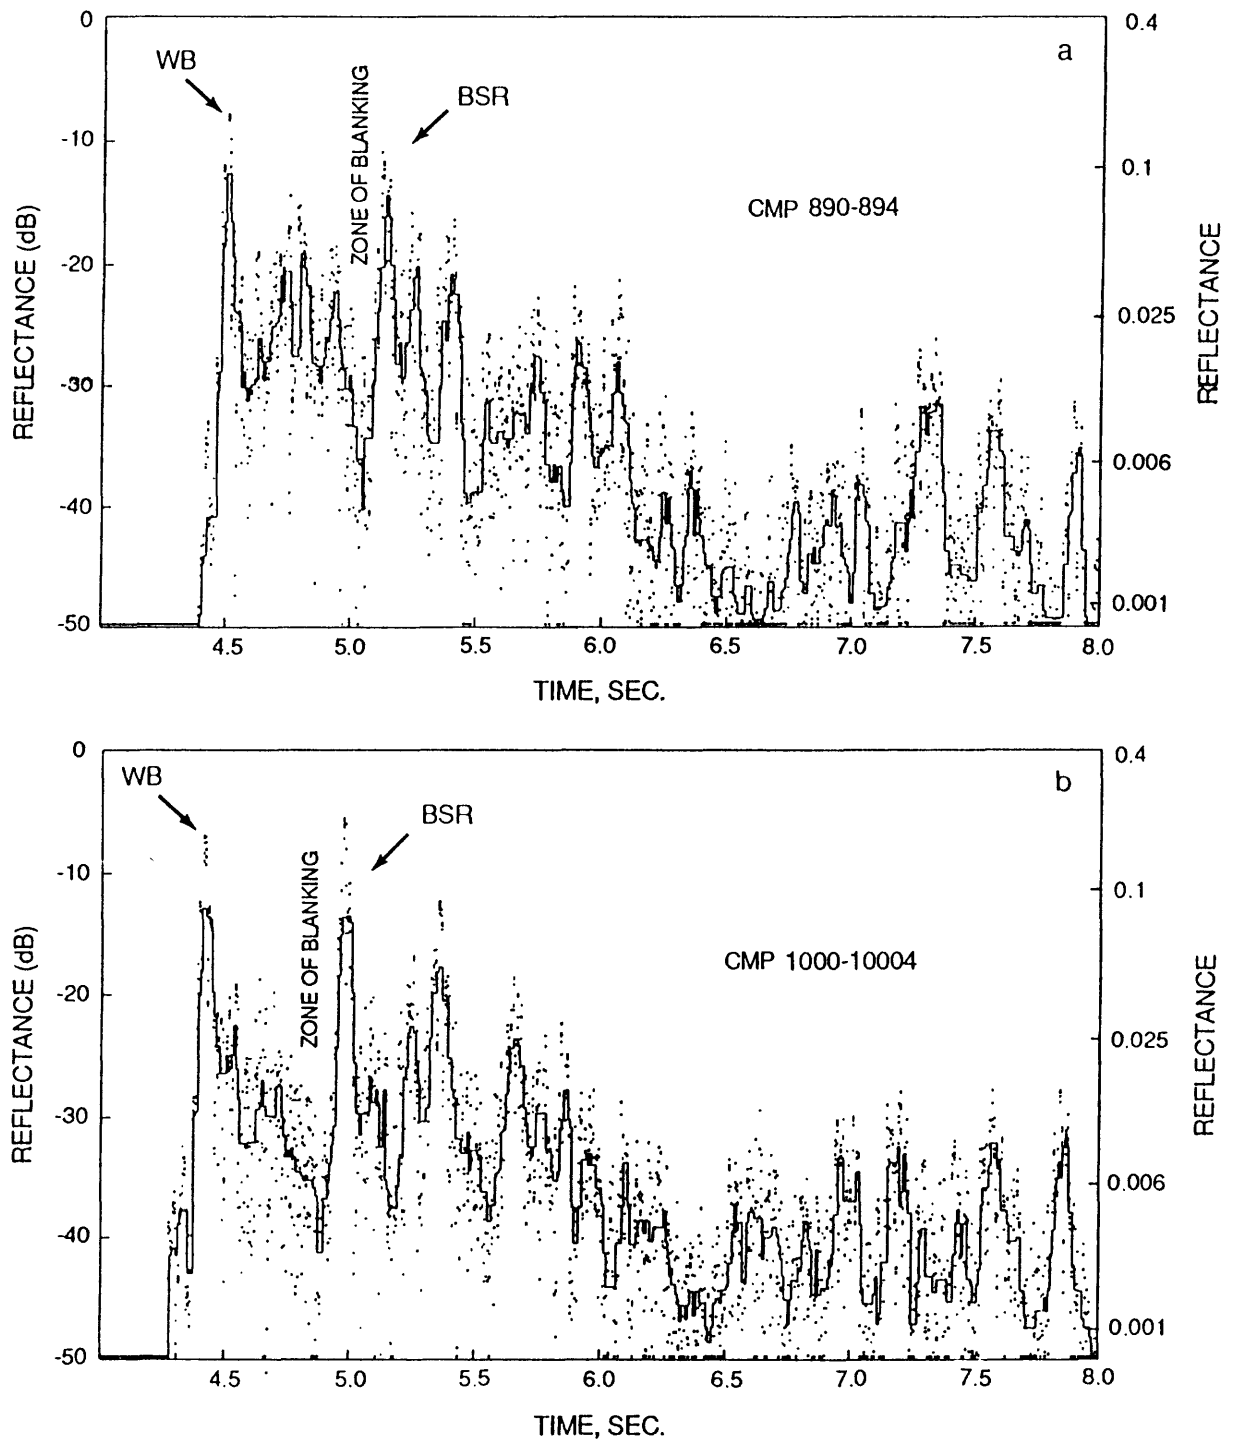 a
WB
BSR
ZONE OF BLANKING
CMP 890-894
REFLECTANCE (dB)
0
-10
-20
-30
-40
-50
0.4
0.1
0.025
0.006
0.001
REFLECTANCE
4.5 5.0 5.5 6.0 6.5 7.0 7.5 8.0
TIME, SEC.
b
WB
BSR
ZONE OF BLANKING
CMP 1000-10004
REFLECTANCE (dB)
0
-10
-20
-30
-40
-50
0.4
0.1
0.025
0.006
0.001
REFLECTANCE
4.5 5.0 5.5 6.0 6.5 7.0 7.5 8.0
TIME, SEC.